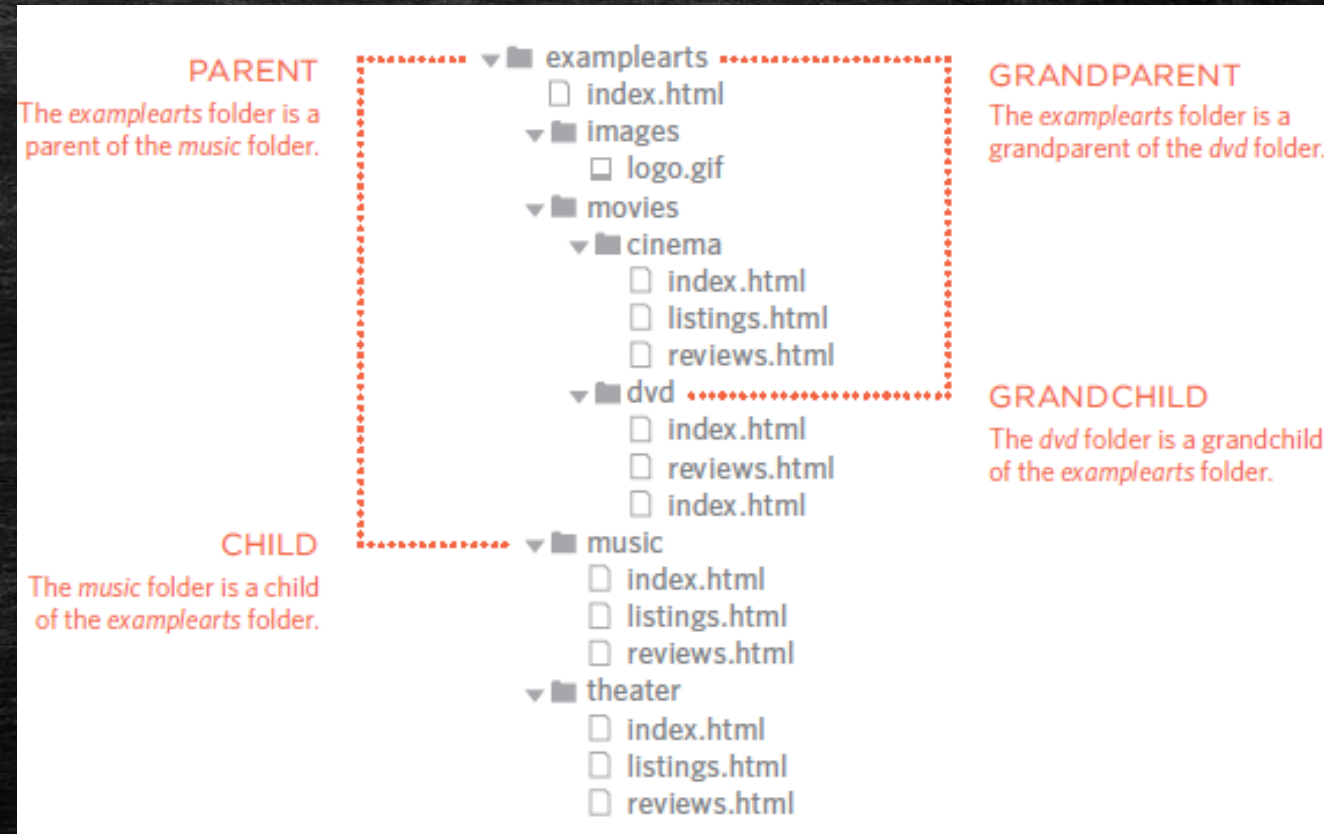 PARENT
The examplearts folder is a
parent of the music folder.
examplearts
index.html
images
logo.gif
movies
cinema
index.html
listings.html
reviews.html
dvd
index.html
reviews.html
index.html
music
index.html
listings.html
reviews.html
theater
index.html
listings.html
reviews.html
GRANDPARENT
The examplearts folder is a
grandparent of the dvd folder.
GRANDCHILD
The dvd folder is a grandchild
of the examplearts folder.
CHILD
The music folder is a child
of the examplearts folder.